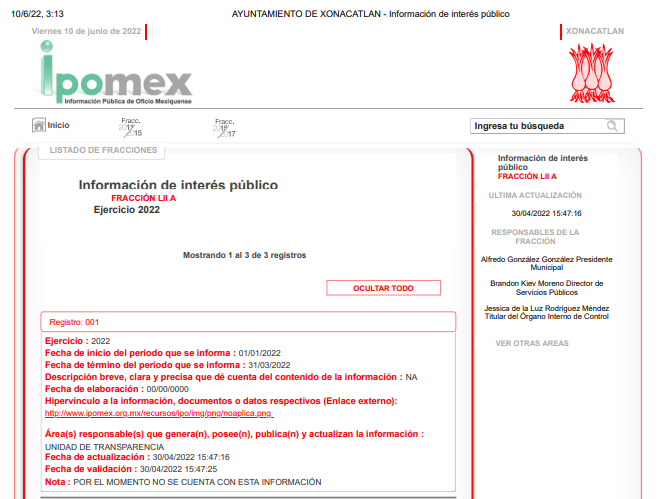 10/6/22, 3:13
AYUNTAMIENTO DE XONACATLAN - Información de interés público
Viernes 10 de junio de 2022
XONACATLAN
ipomex
Información Pública de Oficio Mexiquense
Inicio
Fracc.
2011/2015
Fracc.
2015/2017
Ingresa tu búsqueda
LISTADO DE FRACCIONES
Información de interés público
FRACCIÓN LII A
Ejercicio 2022
Mostrando 1 al 3 de 3 registros
OCULTAR TODO
Registro: 001
Ejercicio : 2022
Fecha de inicio del periodo que se informa : 01/01/2022
Fecha de término del periodo que se informa : 31/03/2022
Descripción breve, clara y precisa que dé cuenta del contenido de la información : NA
Fecha de elaboración : 00/00/0000
Hipervínculo a la información, documentos o datos respectivos (Enlace externo):
http://www.ipomex.org.mx/recursos/ipo/img/png/noaplica.png
Área(s) responsable(s) que genera(n), posee(n), publica(n) y actualizan la información :
UNIDAD DE TRANSPARENCIA
Fecha de actualización : 30/04/2022 15:47:16
Fecha de validación : 30/04/2022 15:47:25
Nota : POR EL MOMENTO NO SE CUENTA CON ESTA INFORMACIÓN
Información de interés
público
FRACCIÓN LII A
ULTIMA ACTUALIZACIÓN
30/04/2022 15:47:16
RESPONSABLES DE LA
FRACCIÓN
Alfredo González González Presidente
Municipal
Brandon Kiev Moreno Director de
Servicios Públicos
Jessica de la Luz Rodríguez Méndez
Titular del Órgano Interno de Control
VER OTRAS AREAS